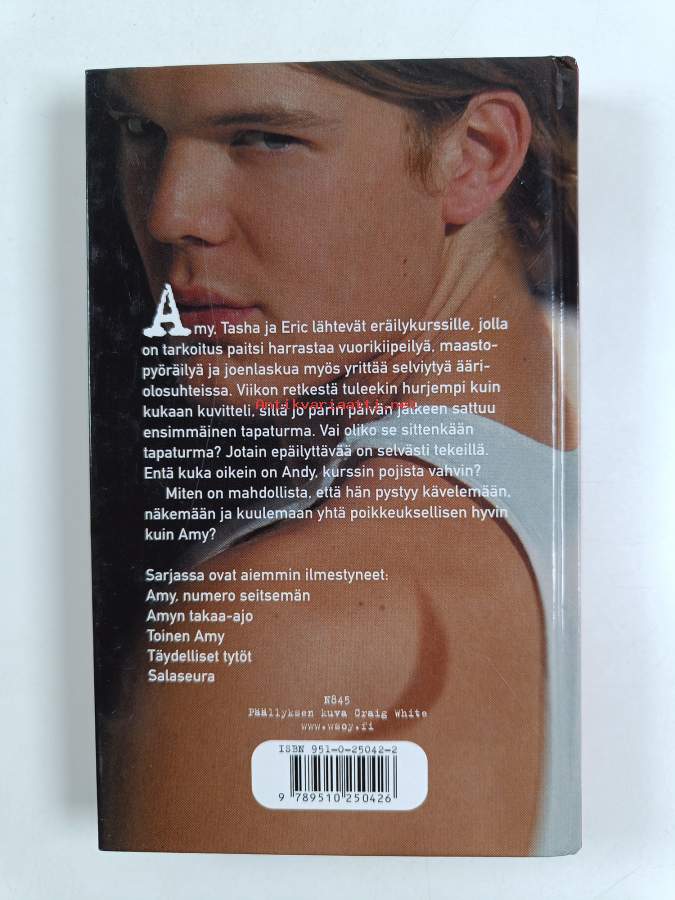 Amy, Tasha ja Eric lähtevät eräilykurssille, jolla
on tarkoitus paitsi harrastaa vuorikiipeilyä, maasto-
pyöräilyä ja joenlaskua myös yrittää selviytyä ääri-
olosuhteissa. Viikon retkestä tuleekin hurjempi kuin
kukaan kuvitteli, sillä jo parin päivän jälkeen sattuu
Antikvariaatti.net
ensimmäinen tapaturma. Vai oliko se sittenkään
tapaturma? Jotain epäilyttävää on selvästi tekeillä.
Entä kuka oikein on Andy, kurssin pojista vahvin?
Miten on mahdollista, että hän pystyy kävelemään,
näkemään ja kuulemaan yhtä poikkeuksellisen hyvin
kuin Amy?
Sarjassa ovat aiemmin ilmestyneet:
Amy, numero seitsemän
Amyn takaa-ajo
Toinen Amy
Täydelliset tytöt
Salaseura
N845
Päällyksen kuva Craig White
www.wsoy.fi
ISBN 951-0-25042-2
9 789510 250426